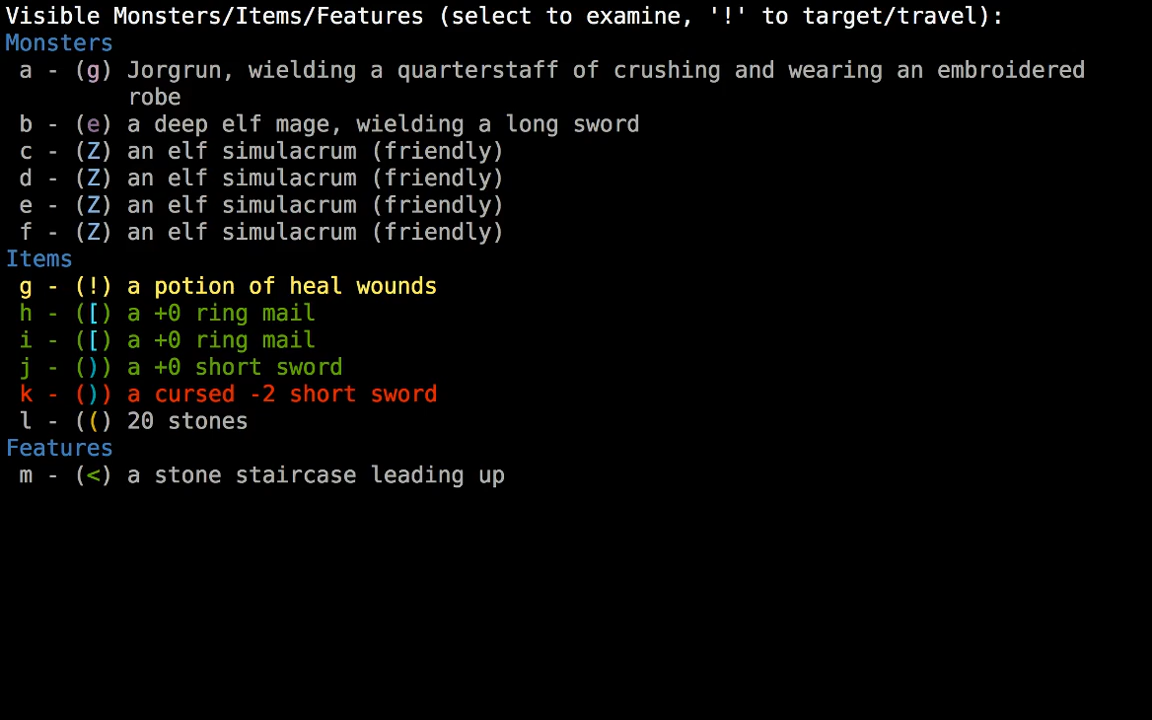 Visible Monsters/Items/Features (select to examine, '!' to target/travel):
Monsters
a - (g) Jorgrun, wielding a quarterstaff of crushing and wearing an embroidered
robe
b - (e) a deep elf mage, wielding a long sword
c - (Z) an elf simulacrum (friendly)
d - (Z) an elf simulacrum (friendly)
e - (Z) an elf simulacrum (friendly)
f - (Z) an elf simulacrum (friendly)
Items
g - (!) a potion of heal wounds
h - ([) a +0 ring mail
i - ([) a +0 ring mail
j - ()) a +0 short sword
k - ()) a cursed -2 short sword
l - (() 20 stones
Features
m - (<) a stone staircase leading up